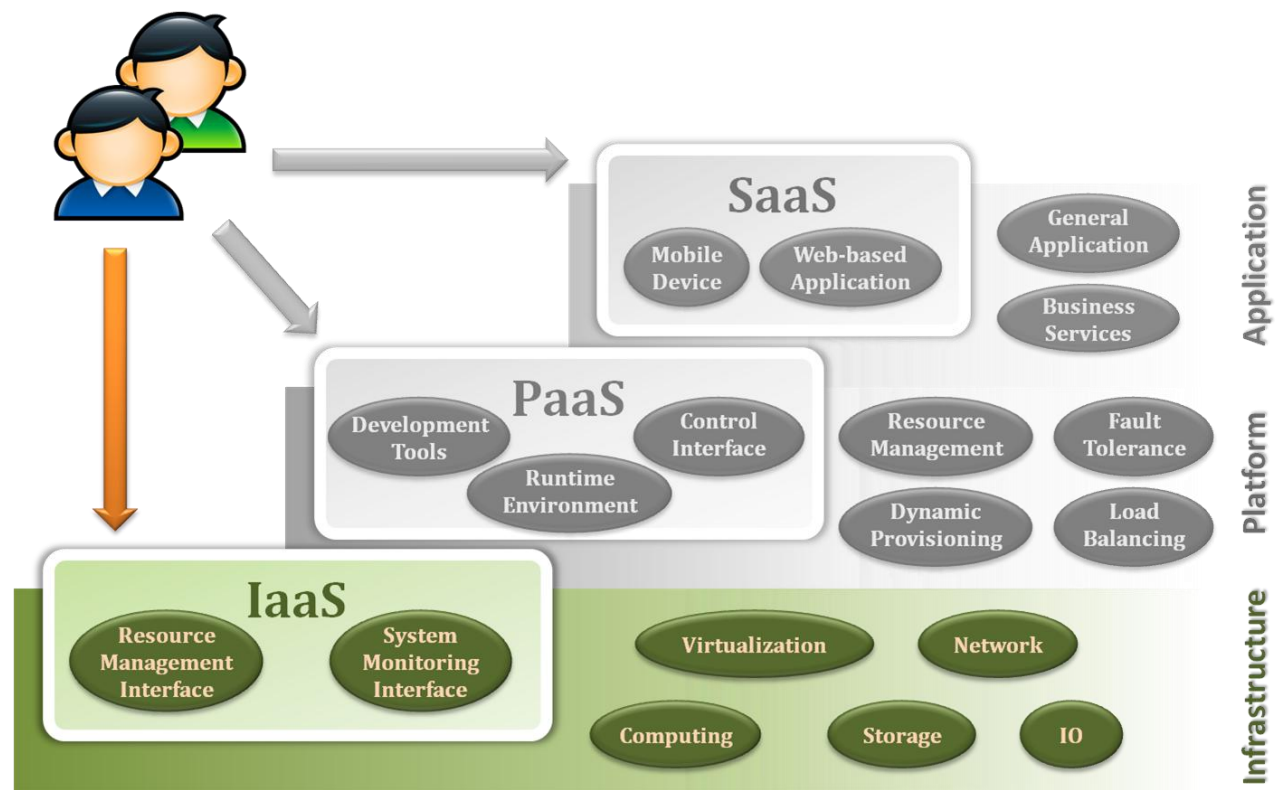 SaaS
Mobile
Device
Web-based
Application
General
Application
Business
Services
Application
PaaS
Development
Tools
Control
Interface
Runtime
Environment
Resource
Management
Fault
Tolerance
Dynamic
Provisioning
Load
Balancing
Platform
IaaS
Resource
Management
Interface
System
Monitoring
Interface
Virtualization
Network
Computing
Storage
IO
Infrastructure